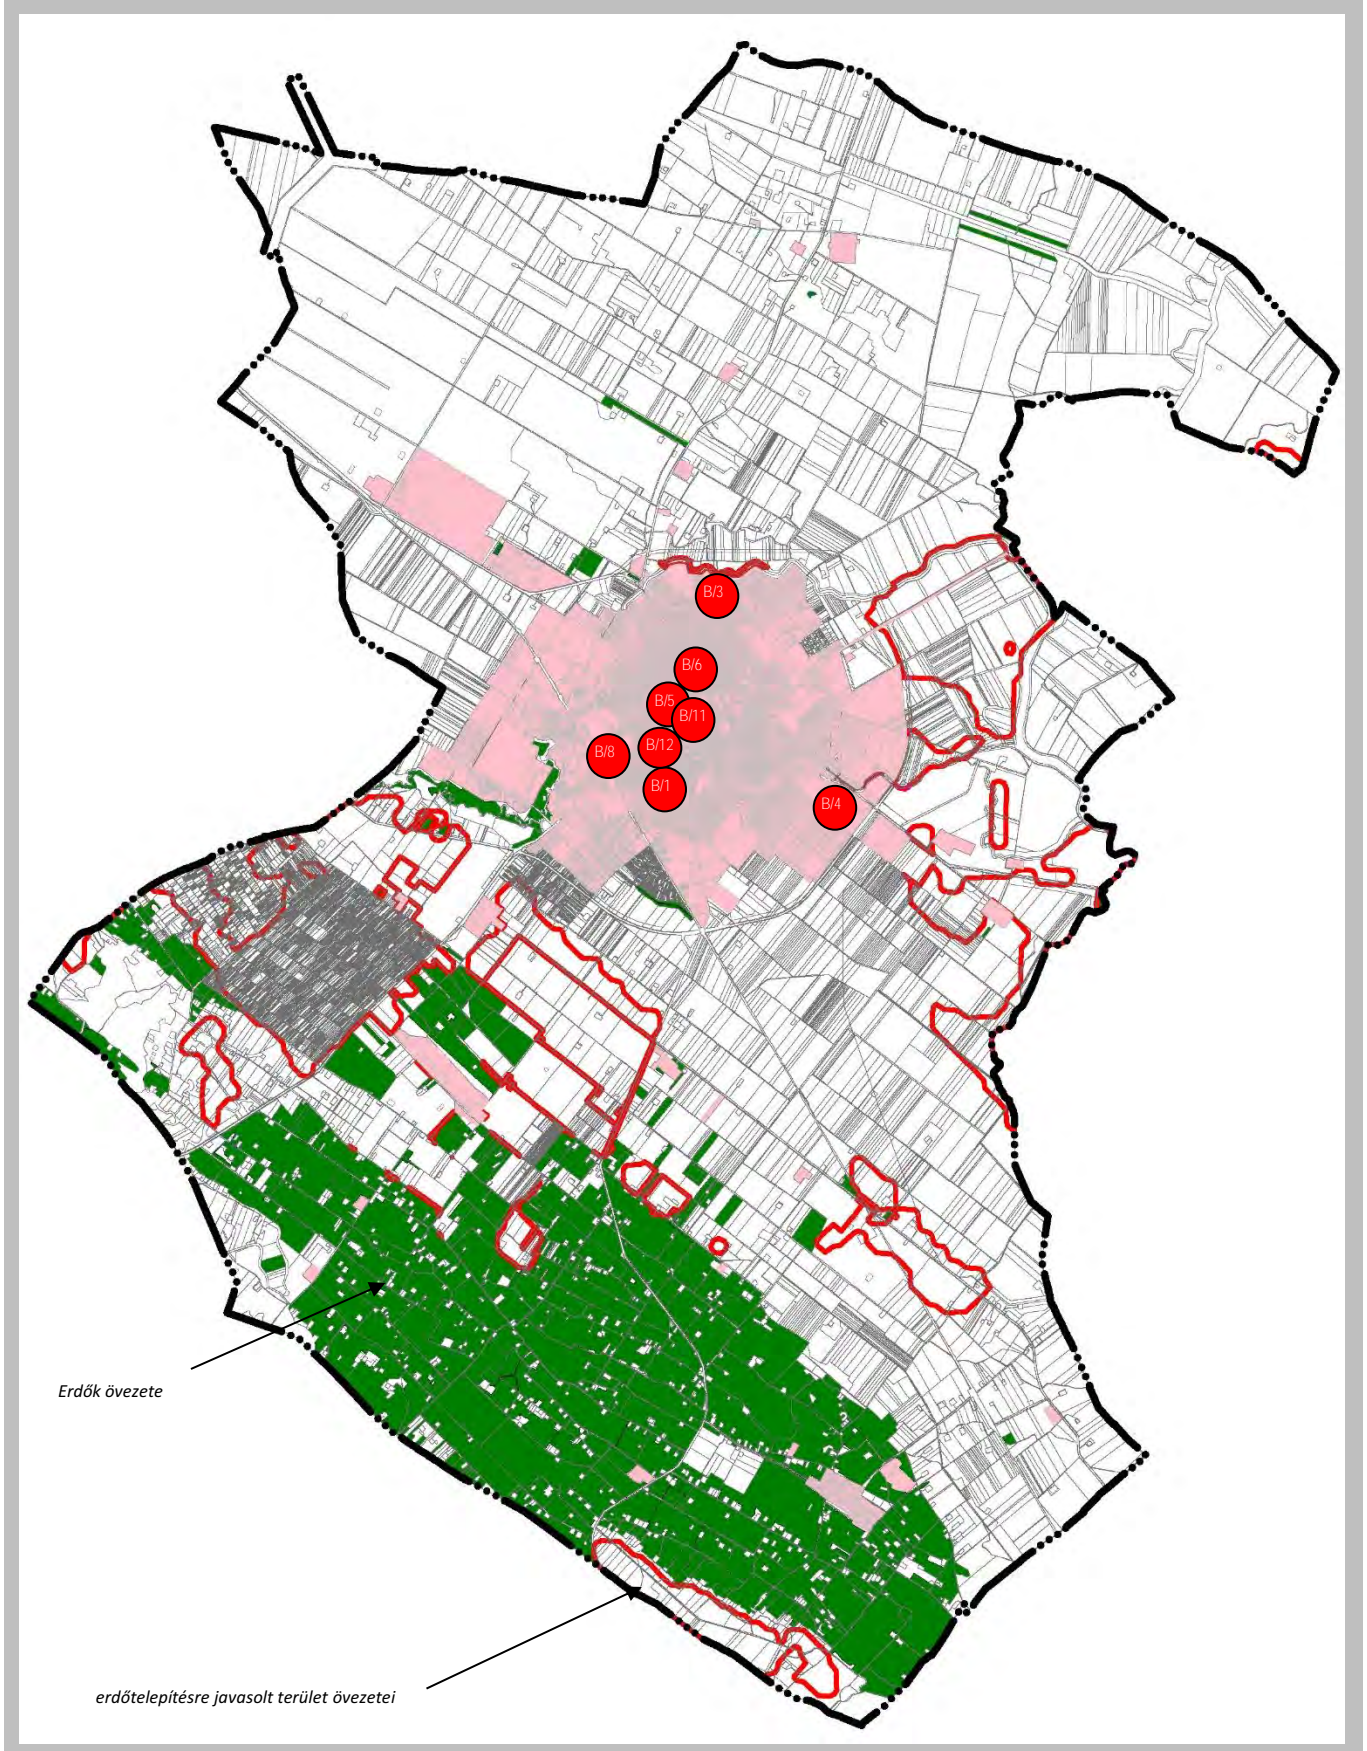 B/3
B/6
B/5
B/11
B/12
B/8
B/1
B/4
Erdők övezete
erdőtelepítésre javasolt terület övezetei